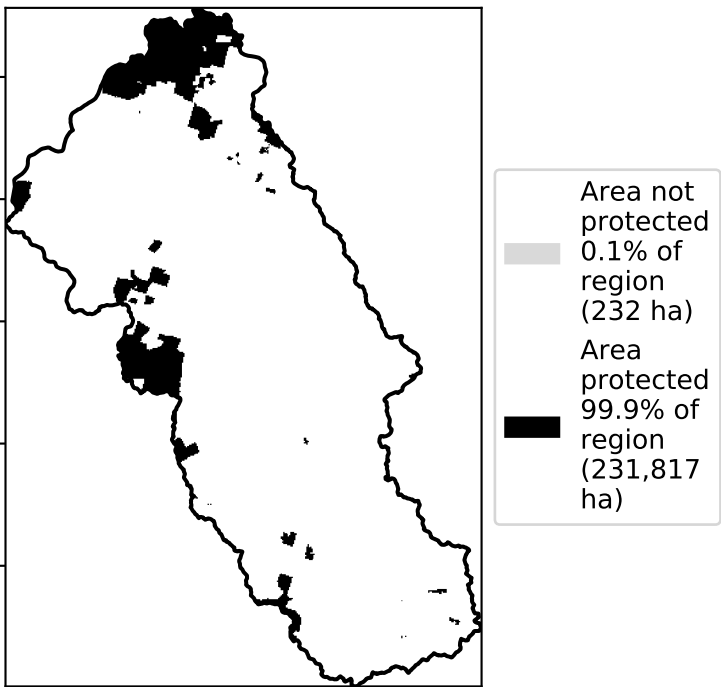 Area not
protected
0.1% of
region
(232 ha)
Area
protected
99.9% of
region
(231,817
ha)